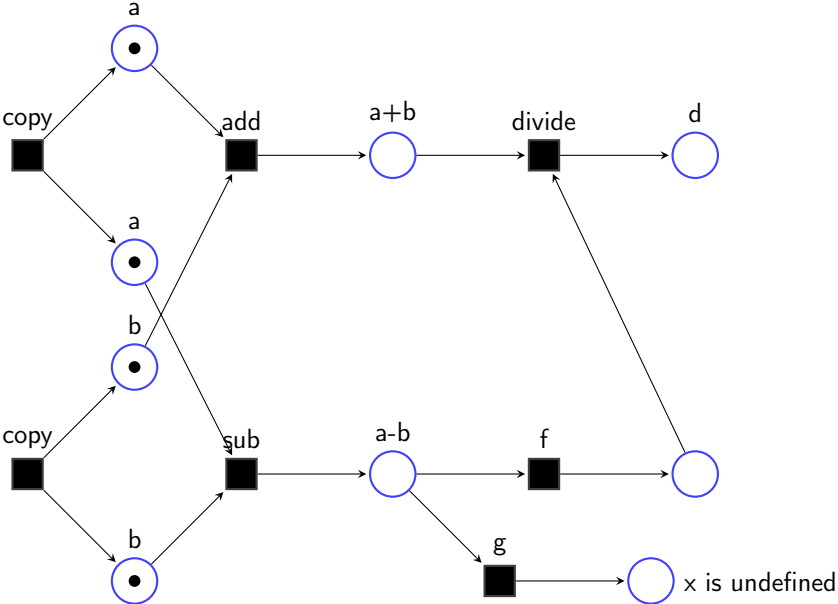 a
copy
add
a+b
divide
d
a
b
copy
sub
a-b
f
b
g
x is undefined